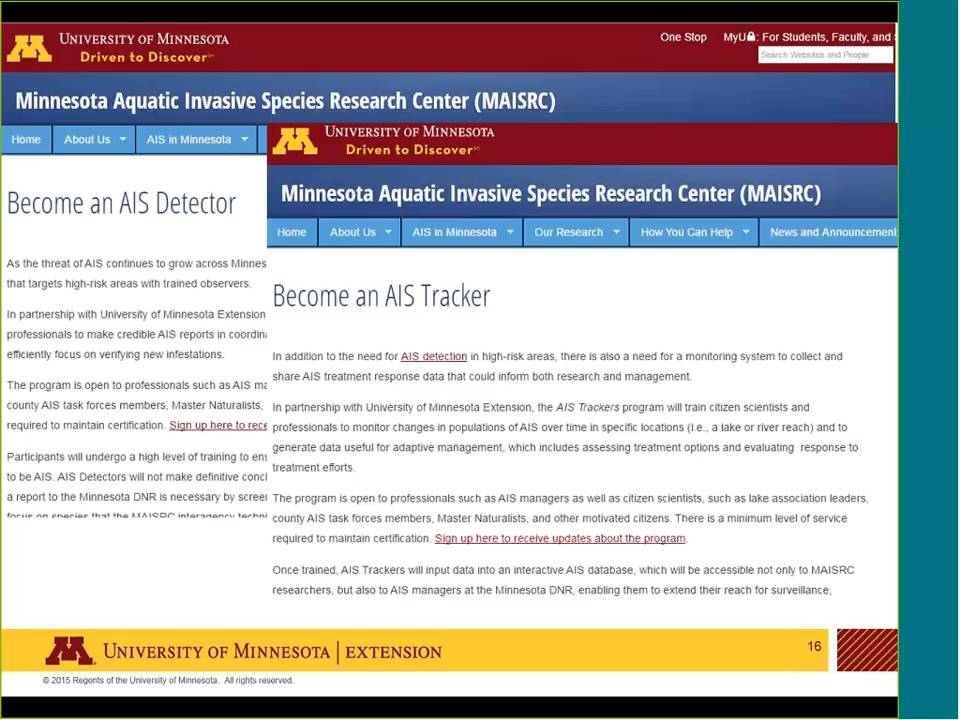 UNIVERSITY OF MINNESOTA
Driven to Discover
One Stop MyU : For Students, Faculty, and
Search Websites and People
Minnesota Aquatic Invasive Species Research Center (MAISRC)
Home About Us AIS in Minnesota
Become an AIS Detector
As the threat of AIS continues to grow across Minnes
that targets high-risk areas with trained observers.
In partnership with University of Minnesota Extension
professionals to make credible AIS reports in coordina
efficiently focus on verifying new infestations.
The program is open to professionals such as AIS ma
county AIS task forces members, Master Naturalists,
required to maintain certification. Sign up here to rece
Participants will undergo a high level of training to ens
to be AIS. AIS Detectors will not make definitive concl
a report to the Minnesota DNR is necessary by screen
focus on species that the MAISRC interagency techni
UNIVERSITY OF MINNESOTA
Driven to Discover
Minnesota Aquatic Invasive Species Research Center (MAISRC)
Home About Us AIS in Minnesota Our Research How You Can Help News and Announcement
Become an AIS Tracker
In addition to the need for AIS detection in high-risk areas, there is also a need for a monitoring system to collect and
share AIS treatment response data that could inform both research and management.
In partnership with University of Minnesota Extension, the AIS Trackers program will train citizen scientists and
professionals to monitor changes in populations of AIS over time in specific locations (i.e., a lake or river reach) and to
generate data useful for adaptive management, which includes assessing treatment options and evaluating response to
treatment efforts.
The program is open to professionals such as AIS managers as well as citizen scientists, such as lake association leaders,
county AIS task forces members, Master Naturalists, and other motivated citizens. There is a minimum level of service
required to maintain certification. Sign up here to receive updates about the program.
Once trained, AIS Trackers will input data into an interactive AIS database, which will be accessible not only to MAISRC
researchers, but also to AIS managers at the Minnesota DNR, enabling them to extend their reach for surveillance,
UNIVERSITY OF MINNESOTA | EXTENSION
16
© 2015 Regents of the University of Minnesota. All rights reserved.